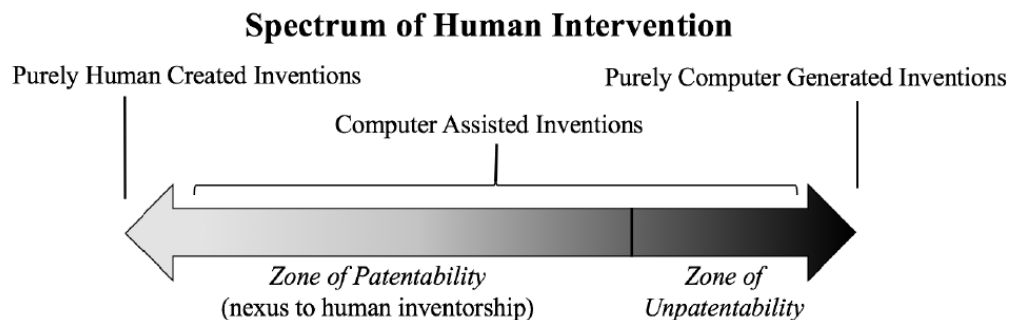 Spectrum of Human Intervention
Purely Human Created Inventions
Purely Computer Generated Inventions
Computer Assisted Inventions
Zone of Patentability
(nexus to human inventorship)
Zone of
Unpatentability